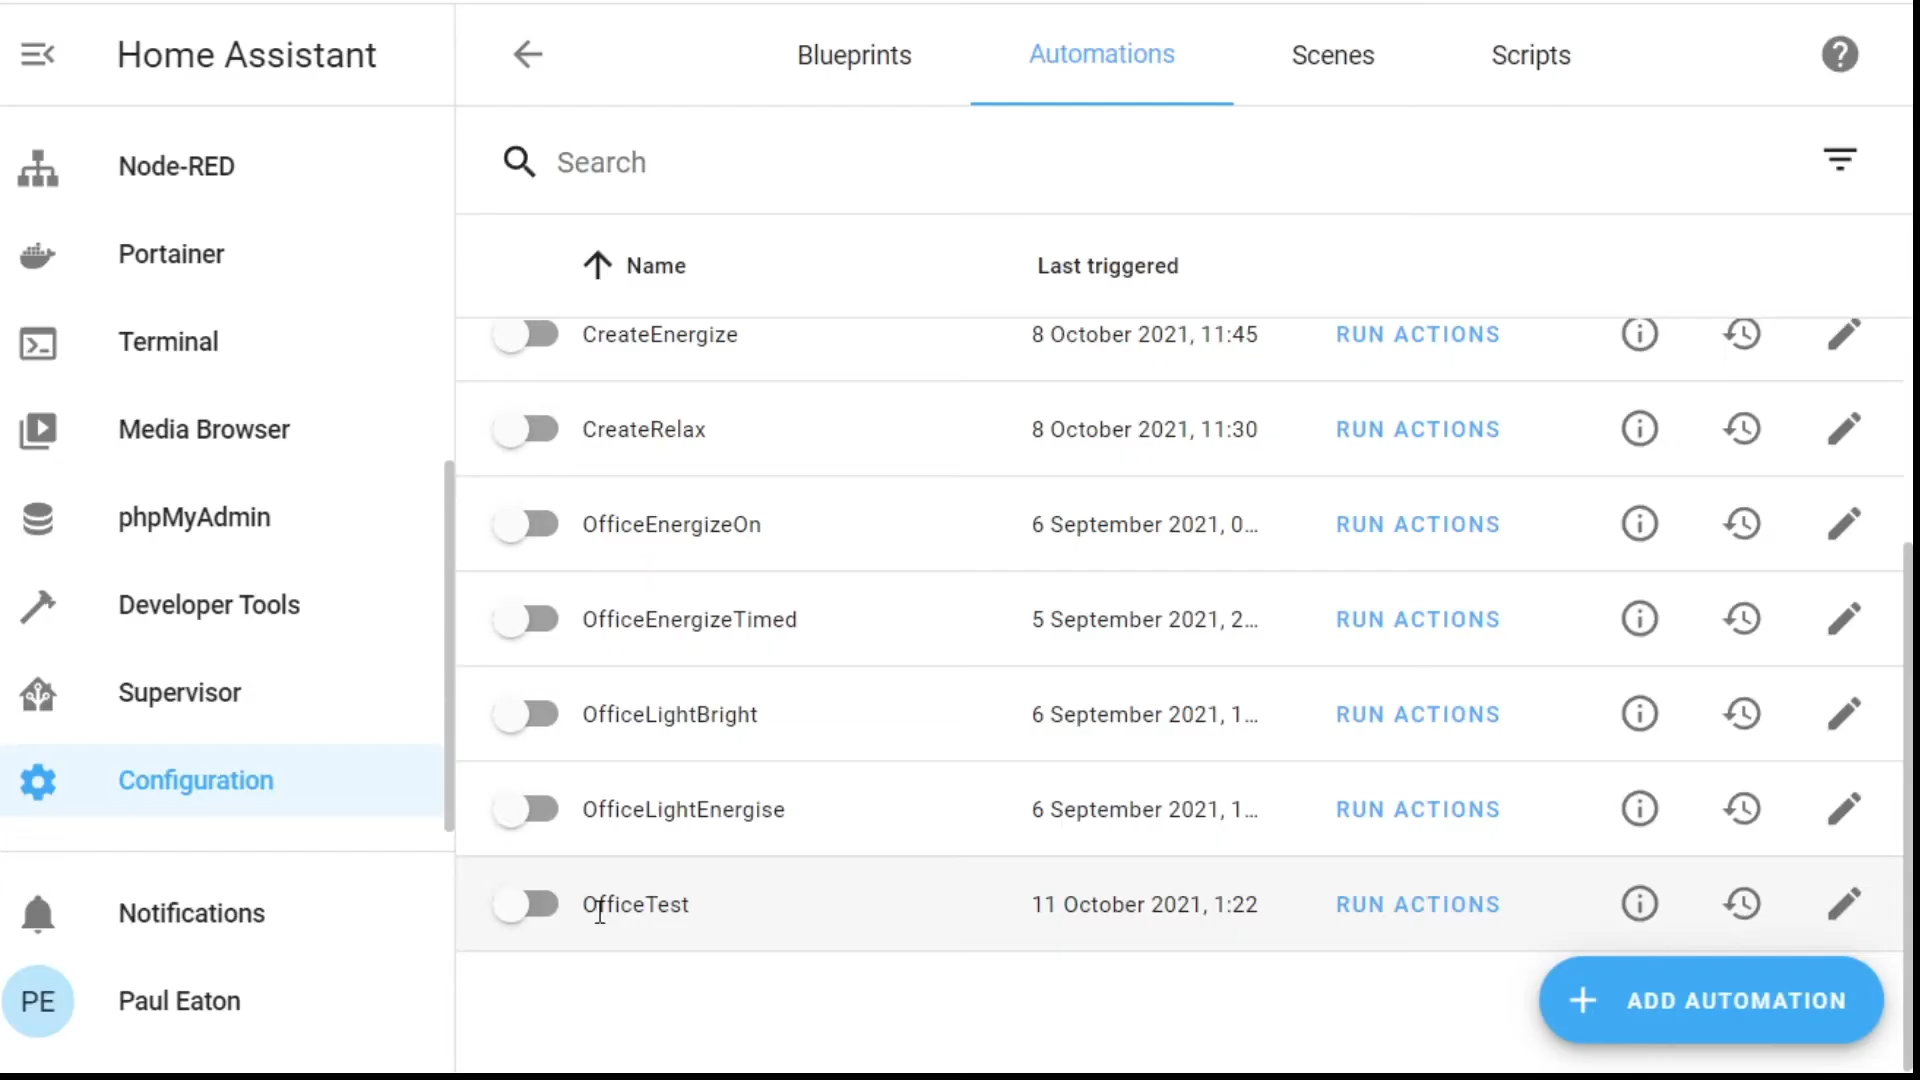 Home Assistant
Blueprints
Automations
Scenes
Scripts
Node-RED
Portainer
Terminal
Media Browser
phpMyAdmin
Developer Tools
Supervisor
Configuration
Notifications
PE
Paul Eaton
Search
Name
Last triggered
CreateEnergize 8 October 2021, 11:45 RUN ACTIONS
CreateRelax 8 October 2021, 11:30 RUN ACTIONS
OfficeEnergizeOn 6 September 2021, 0... RUN ACTIONS
OfficeEnergizeTimed 5 September 2021, 2... RUN ACTIONS
OfficeLightBright 6 September 2021, 1... RUN ACTIONS
OfficeLightEnergise 6 September 2021, 1... RUN ACTIONS
OfficeTest 11 October 2021, 1:22 RUN ACTIONS
ADD AUTOMATION